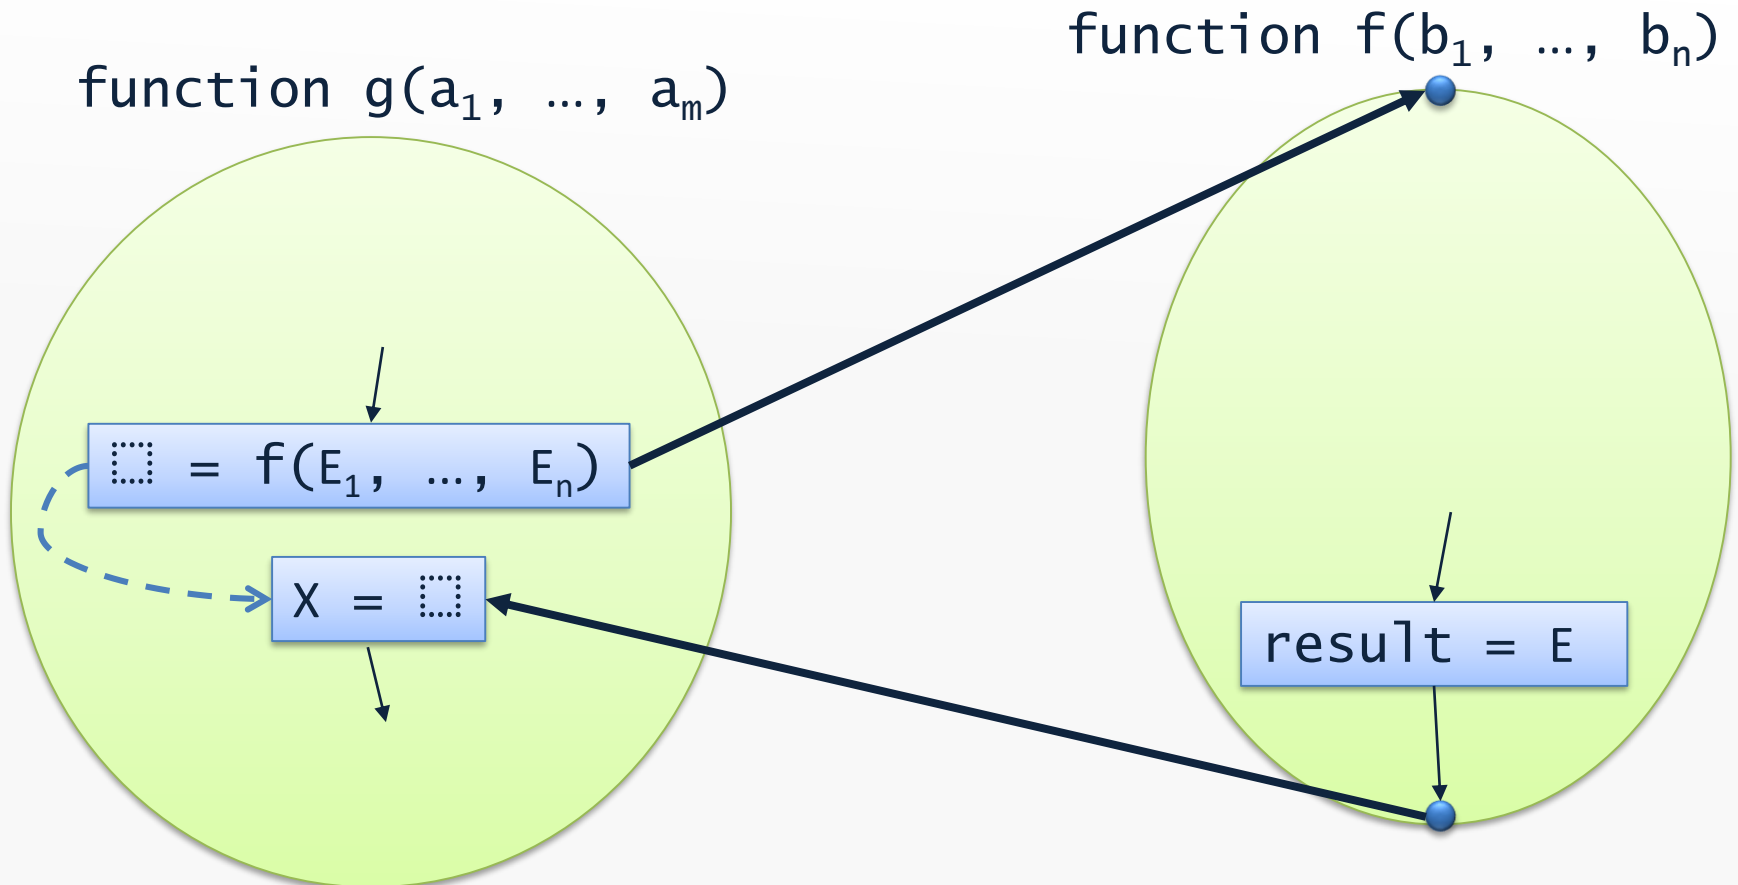 function f(b₁, …, bₙ)
function g(a₁, …, aₘ)
⬚ = f(E₁, …, Eₙ)
X = ⬚
result = E